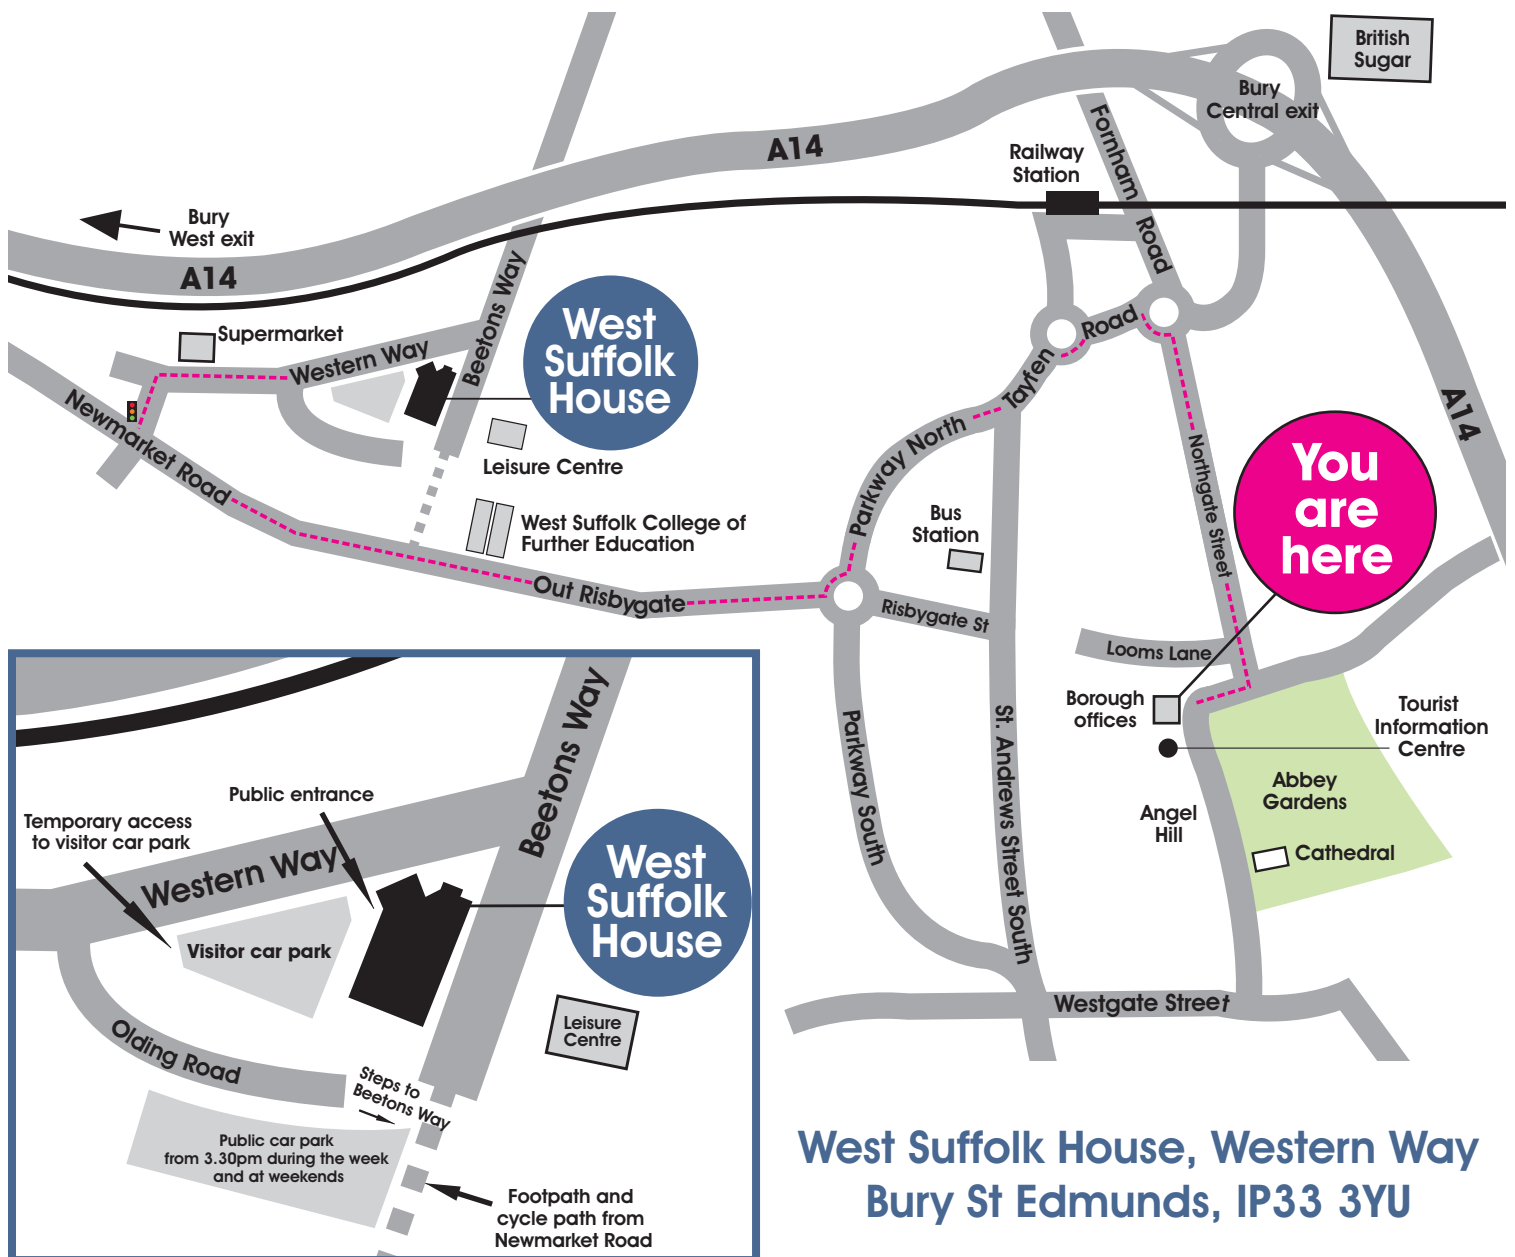 British
Sugar
Bury
Central exit
A14
Fornham
Road
Railway
Station
Bury
West exit
A14
Beetons Way
West
Suffolk
House
Supermarket
Western Way
Road
Tayfen
A14
Newmarket Road
Parkway North
Northgate Street
You
are
here
Leisure Centre
Bus
Station
West Suffolk College of
Further Education
Out Risbygate
Risbygate St
Looms Lane
Borough
offices
Tourist
Information
Centre
Parkway South
St. Andrews Street South
Abbey
Gardens
Angel
Hill
Cathedral
Westgate Street
Beetons Way
Public entrance
Temporary access
to visitor car park
Western Way
West
Suffolk
House
Visitor car park
Leisure
Centre
Olding Road
Steps to
Beetons Way
Public car park
from 3.30pm during the week
and at weekends
Footpath and
cycle path from
Newmarket Road
West Suffolk House, Western Way
Bury St Edmunds, IP33 3YU